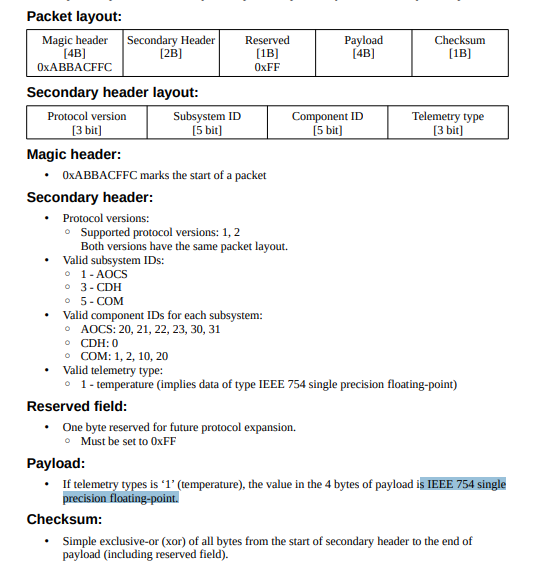 Packet layout:
Magic header
[4B]
0xABBACFFC
Secondary Header
[2B]
Reserved
[1B]
0xFF
Payload
[4B]
Checksum
[1B]
Secondary header layout:
Protocol version
[3 bit]
Subsystem ID
[5 bit]
Component ID
[5 bit]
Telemetry type
[3 bit]
Magic header:
• 0xABBACFFC marks the start of a packet
Secondary header:
• Protocol versions:
○ Supported protocol versions: 1, 2
Both versions have the same packet layout.
• Valid subsystem IDs:
○ 1 - AOCS
○ 3 - CDH
○ 5 - COM
• Valid component IDs for each subsystem:
○ AOCS: 20, 21, 22, 23, 30, 31
○ CDH: 0
○ COM: 1, 2, 10, 20
• Valid telemetry type:
○ 1 - temperature (implies data of type IEEE 754 single precision floating-point)
Reserved field:
• One byte reserved for future protocol expansion.
○ Must be set to 0xFF
Payload:
• If telemetry types is ‘1’ (temperature), the value in the 4 bytes of payload is IEEE 754 single
precision floating-point.
Checksum:
• Simple exclusive-or (xor) of all bytes from the start of secondary header to the end of
payload (including reserved field).